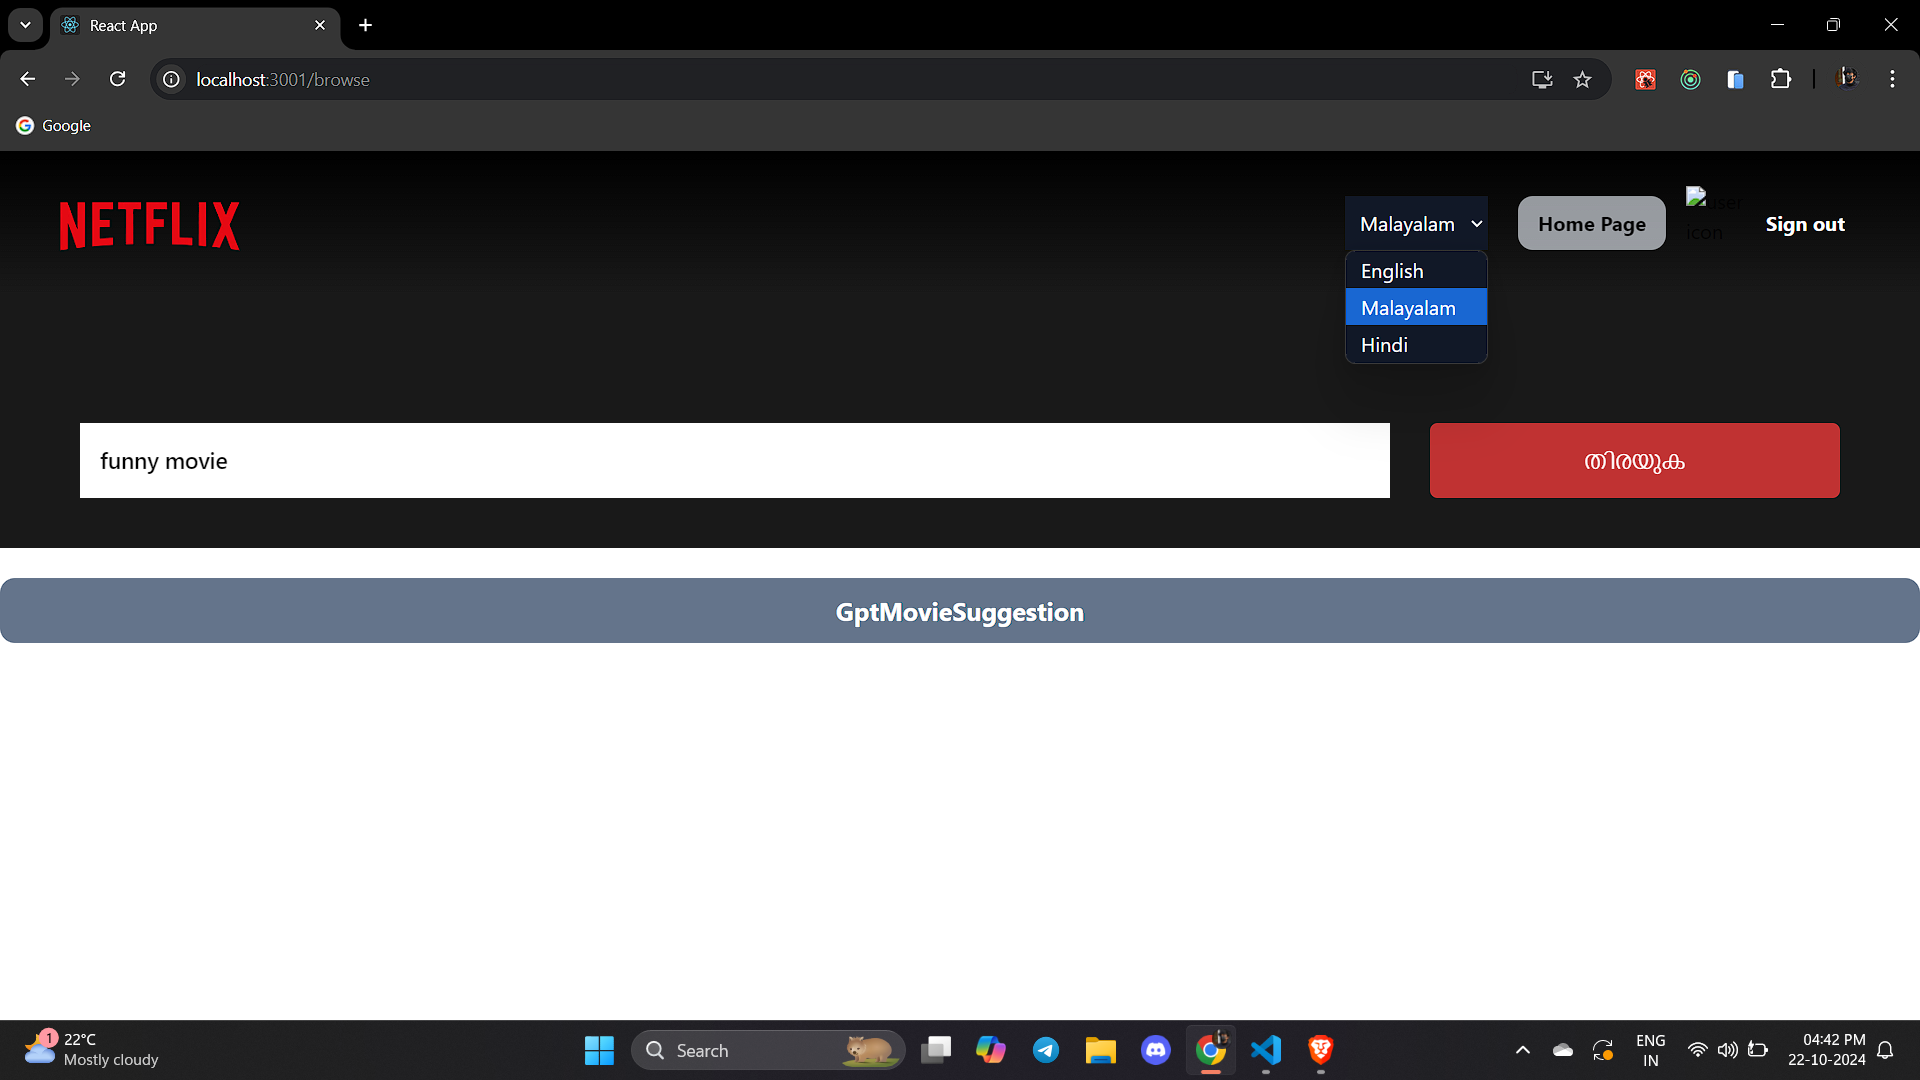 React App
localhost:3001/browse
Google
NETFLIX
Malayalam
Home Page
user
icon
Sign out
English
Malayalam
Hindi
funny movie
തിരയുക
GptMovieSuggestion
1
22°C
Mostly cloudy
Search
ENG
IN
04:42 PM
22-10-2024